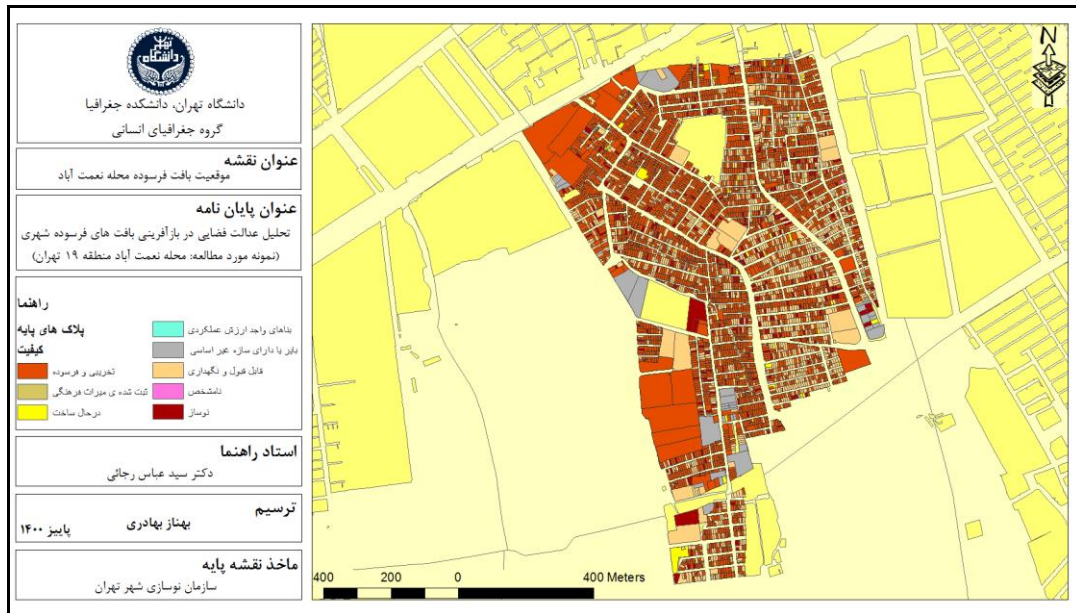 دانشگاه تهران
دانشگاه تهران، دانشکده جغرافیا
گروه جغرافیای انسانی
عنوان نقشه
موقعیت بافت فرسوده محله نعمت آباد
عنوان پایان نامه
تحلیل عدالت فضایی در بازآفرینی بافت های فرسوده شهری
(نمونه مورد مطالعه: محله نعمت آباد منطقه ۱۹ تهران)
راهنما
پلاک های پایه
کیفیت
تخریبی و فرسوده
ثبت شده ی میراث فرهنگی
درحال ساخت
بناهای واجد ارزش عملکردی
بایر یا دارای سازه غیر اساسی
قابل قبول و نگهداری
نامشخص
نوساز
استاد راهنما
دکتر سید عباس رجائی
ترسیم
بهناز بهادری پاییز ۱۴۰۰
ماخذ نقشه پایه
سازمان نوسازی شهر تهران
N
400 200 0 400 Meters